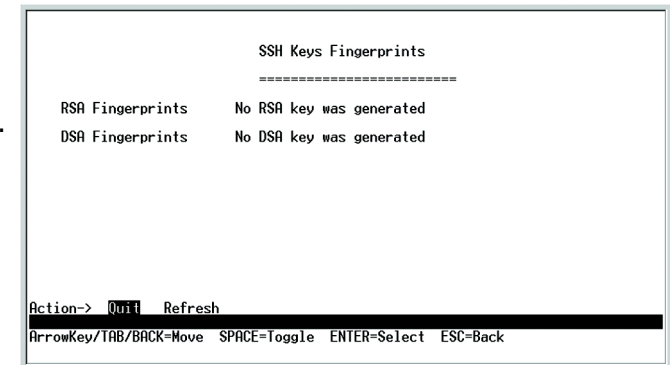 SSH Keys Fingerprints
=========================
RSA Fingerprints No RSA key was generated
DSA Fingerprints No DSA key was generated
Action-> Quit Refresh
ArrowKey/TAB/BACK=Move SPACE=Toggle ENTER=Select ESC=Back